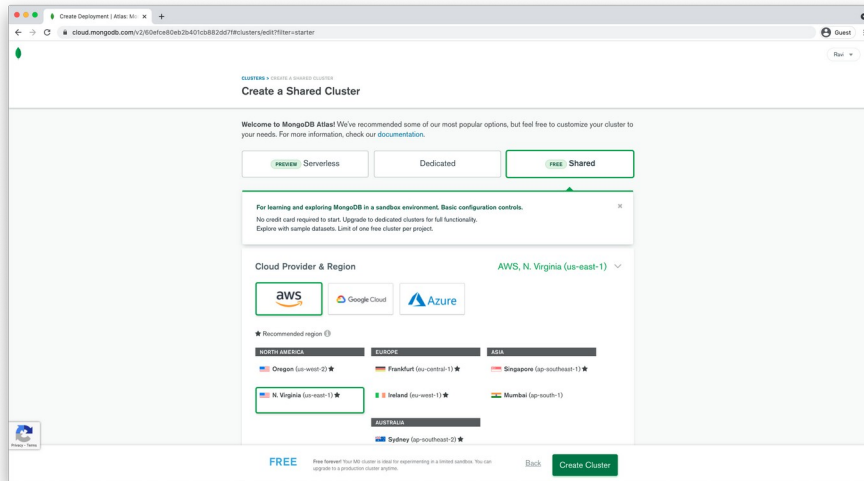 Create Deployment | Atlas: Mo
cloud.mongodb.com/v2/60efce80eb2b401cb882dd7f#clusters/edit?filter=starter
Guest
Ravi
CLUSTERS > CREATE A SHARED CLUSTER
Create a Shared Cluster
Welcome to MongoDB Atlas! We've recommended some of our most popular options, but feel free to customize your cluster to
your needs. For more information, check our documentation.
PREVIEW Serverless
Dedicated
FREE Shared
For learning and exploring MongoDB in a sandbox environment. Basic configuration controls.
No credit card required to start. Upgrade to dedicated clusters for full functionality.
Explore with sample datasets. Limit of one free cluster per project.
Cloud Provider & Region
AWS, N. Virginia (us-east-1)
aws
Google Cloud
Azure
★ Recommended region
NORTH AMERICA
EUROPE
ASIA
Oregon (us-west-2) ★
Frankfurt (eu-central-1) ★
Singapore (ap-southeast-1) ★
N. Virginia (us-east-1) ★
Ireland (eu-west-1) ★
Mumbai (ap-south-1)
AUSTRALIA
Sydney (ap-southeast-2) ★
Privacy - Terms
FREE
Free forever! Your M0 cluster is ideal for experimenting in a limited sandbox. You can
upgrade to a production cluster anytime.
Back
Create Cluster